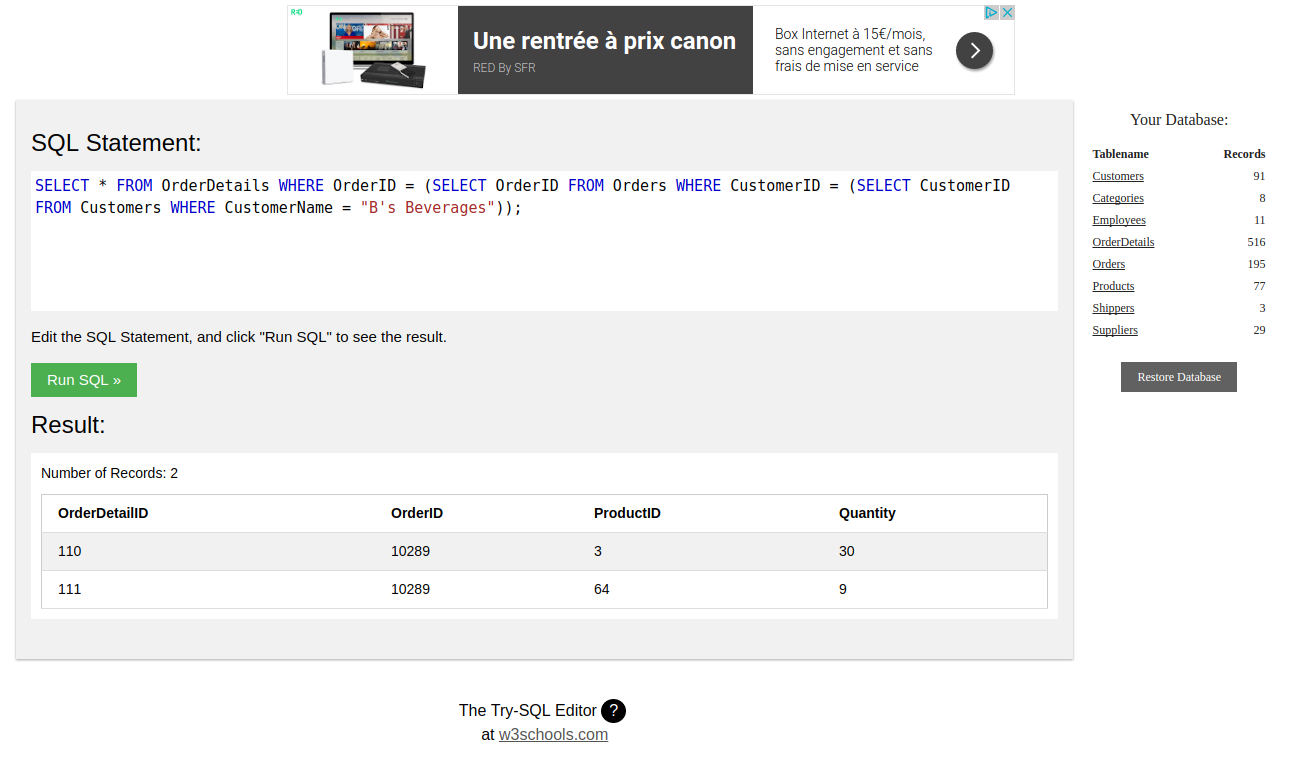 RED
Une rentrée à prix canon
RED By SFR
Box Internet à 15€/mois,
sans engagement et sans
frais de mise en service
SQL Statement:
SELECT * FROM OrderDetails WHERE OrderID = (SELECT OrderID FROM Orders WHERE CustomerID = (SELECT CustomerID
FROM Customers WHERE CustomerName = "B's Beverages"));
Edit the SQL Statement, and click "Run SQL" to see the result.
Run SQL »
Result:
Number of Records: 2
OrderDetailID OrderID ProductID Quantity
110 10289 3 30
111 10289 64 9
Your Database:
Tablename Records
Customers 91
Categories 8
Employees 11
OrderDetails 516
Orders 195
Products 77
Shippers 3
Suppliers 29
Restore Database
The Try-SQL Editor ?
at w3schools.com